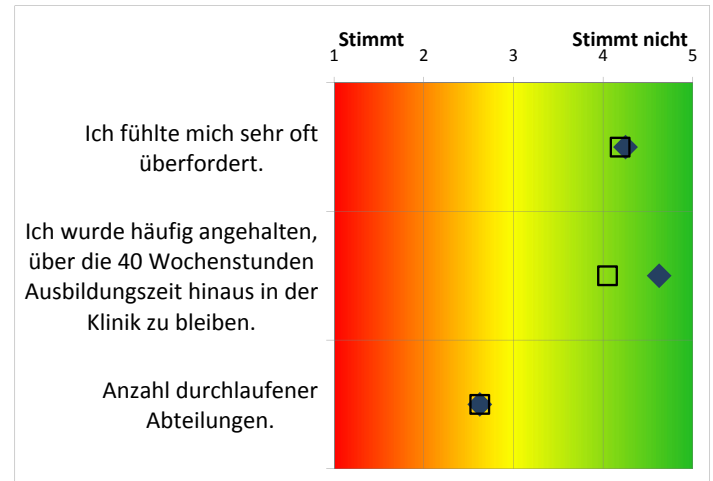 Stimmt Stimmt nicht
1 2 3 4 5
Ich fühlte mich sehr oft
überfordert.
Ich wurde häufig angehalten,
über die 40 Wochenstunden
Ausbildungszeit hinaus in der
Klinik zu bleiben.
Anzahl durchlaufener
Abteilungen.